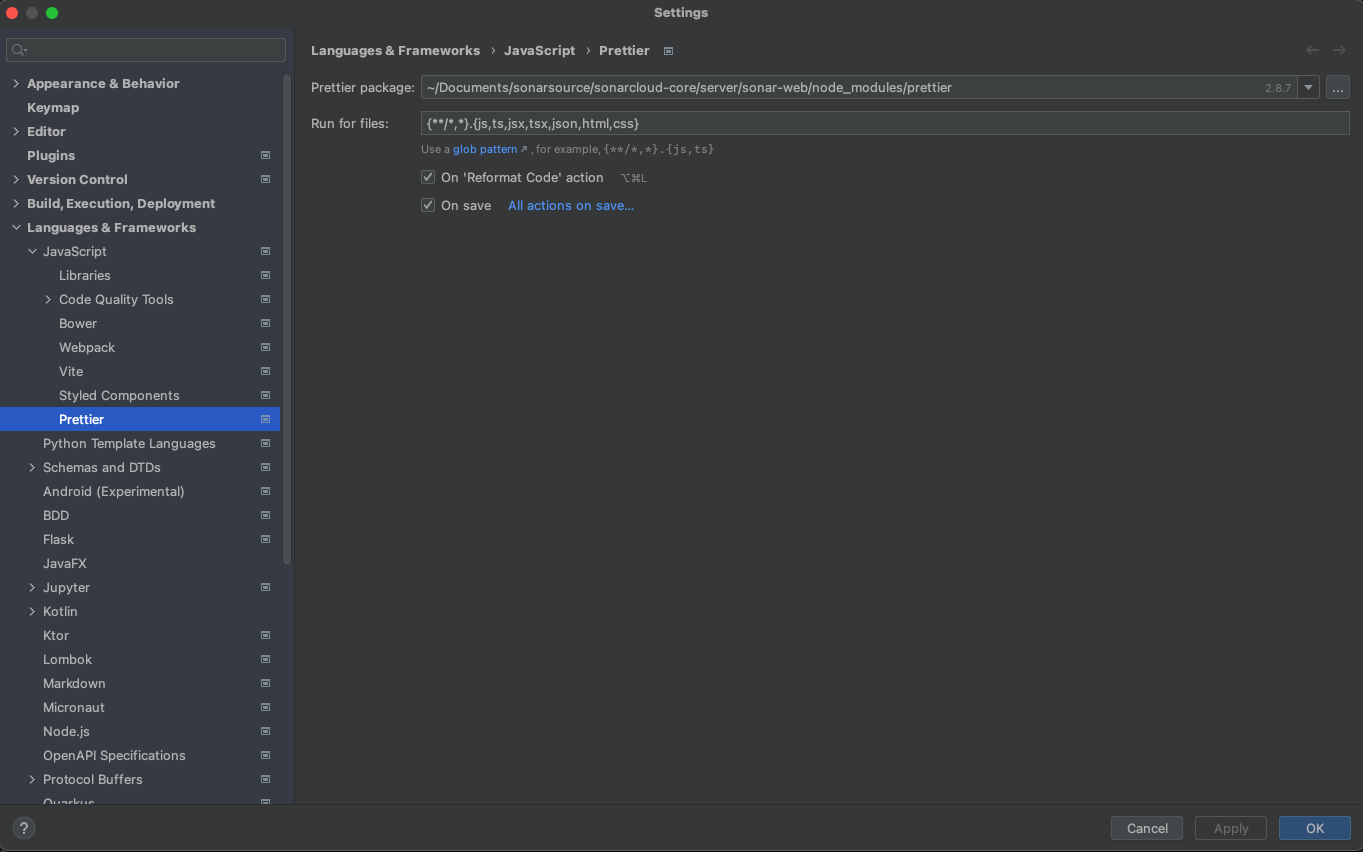 Settings
Appearance & Behavior
Keymap
Editor
Plugins
Version Control
Build, Execution, Deployment
Languages & Frameworks
JavaScript
Libraries
Code Quality Tools
Bower
Webpack
Vite
Styled Components
Prettier
Python Template Languages
Schemas and DTDs
Android (Experimental)
BDD
Flask
JavaFX
Jupyter
Kotlin
Ktor
Lombok
Markdown
Micronaut
Node.js
OpenAPI Specifications
Protocol Buffers
Quarkus
Languages & Frameworks › JavaScript › Prettier
Prettier package: ~/Documents/sonarsource/sonarcloud-core/server/sonar-web/node_modules/prettier 2.8.7 ...
Run for files: {**/*,*}.{js,ts,jsx,tsx,json,html,css}
Use a glob pattern ↗ , for example, {**/*,*}.{js,ts}
On 'Reformat Code' action ⌥⌘L
On save All actions on save...
? Cancel Apply OK